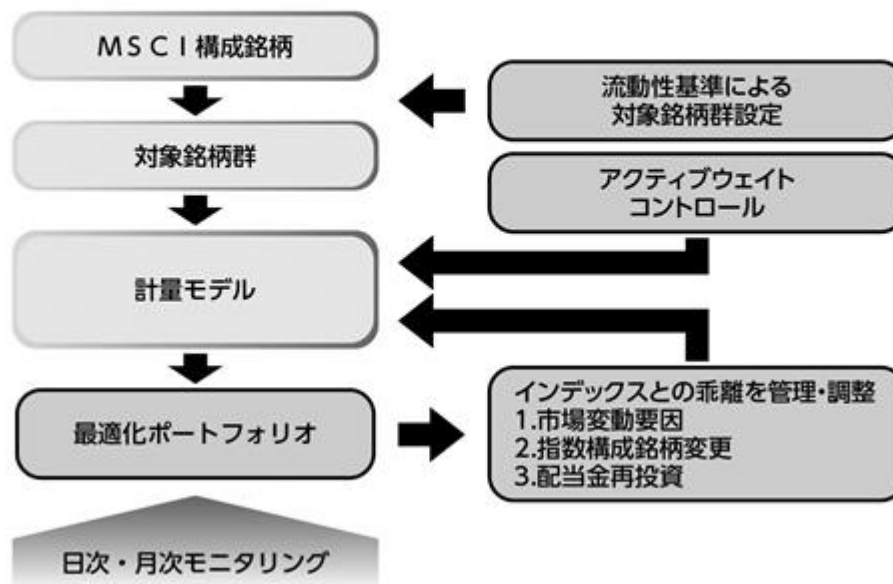 MSCI構成銘柄
流動性基準による
対象銘柄群設定
対象銘柄群
アクティブウェイト
コントロール
計量モデル
最適化ポートフォリオ
インデックスとの乖離を管理・調整
1.市場変動要因
2.指数構成銘柄変更
3.配当金再投資
日次・月次モニタリング